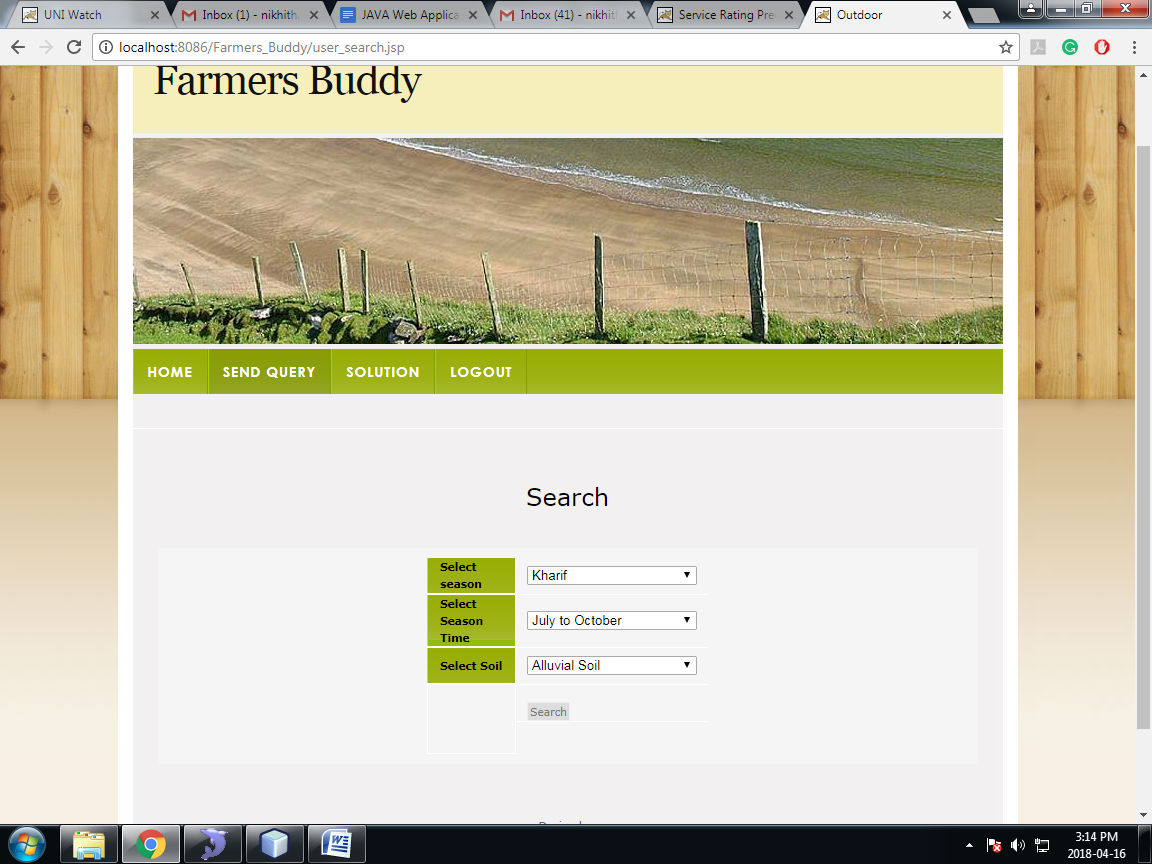 UNI Watch
Inbox (1) - nikhith
JAVA Web Applica
Inbox (41) - nikhit
Service Rating Pre
Outdoor
localhost:8086/Farmers_Buddy/user_search.jsp
Farmers Buddy
HOME
SEND QUERY
SOLUTION
LOGOUT
Search
Select season
Kharif
Select Season Time
July to October
Select Soil
Alluvial Soil
Search
3:14 PM
2018-04-16